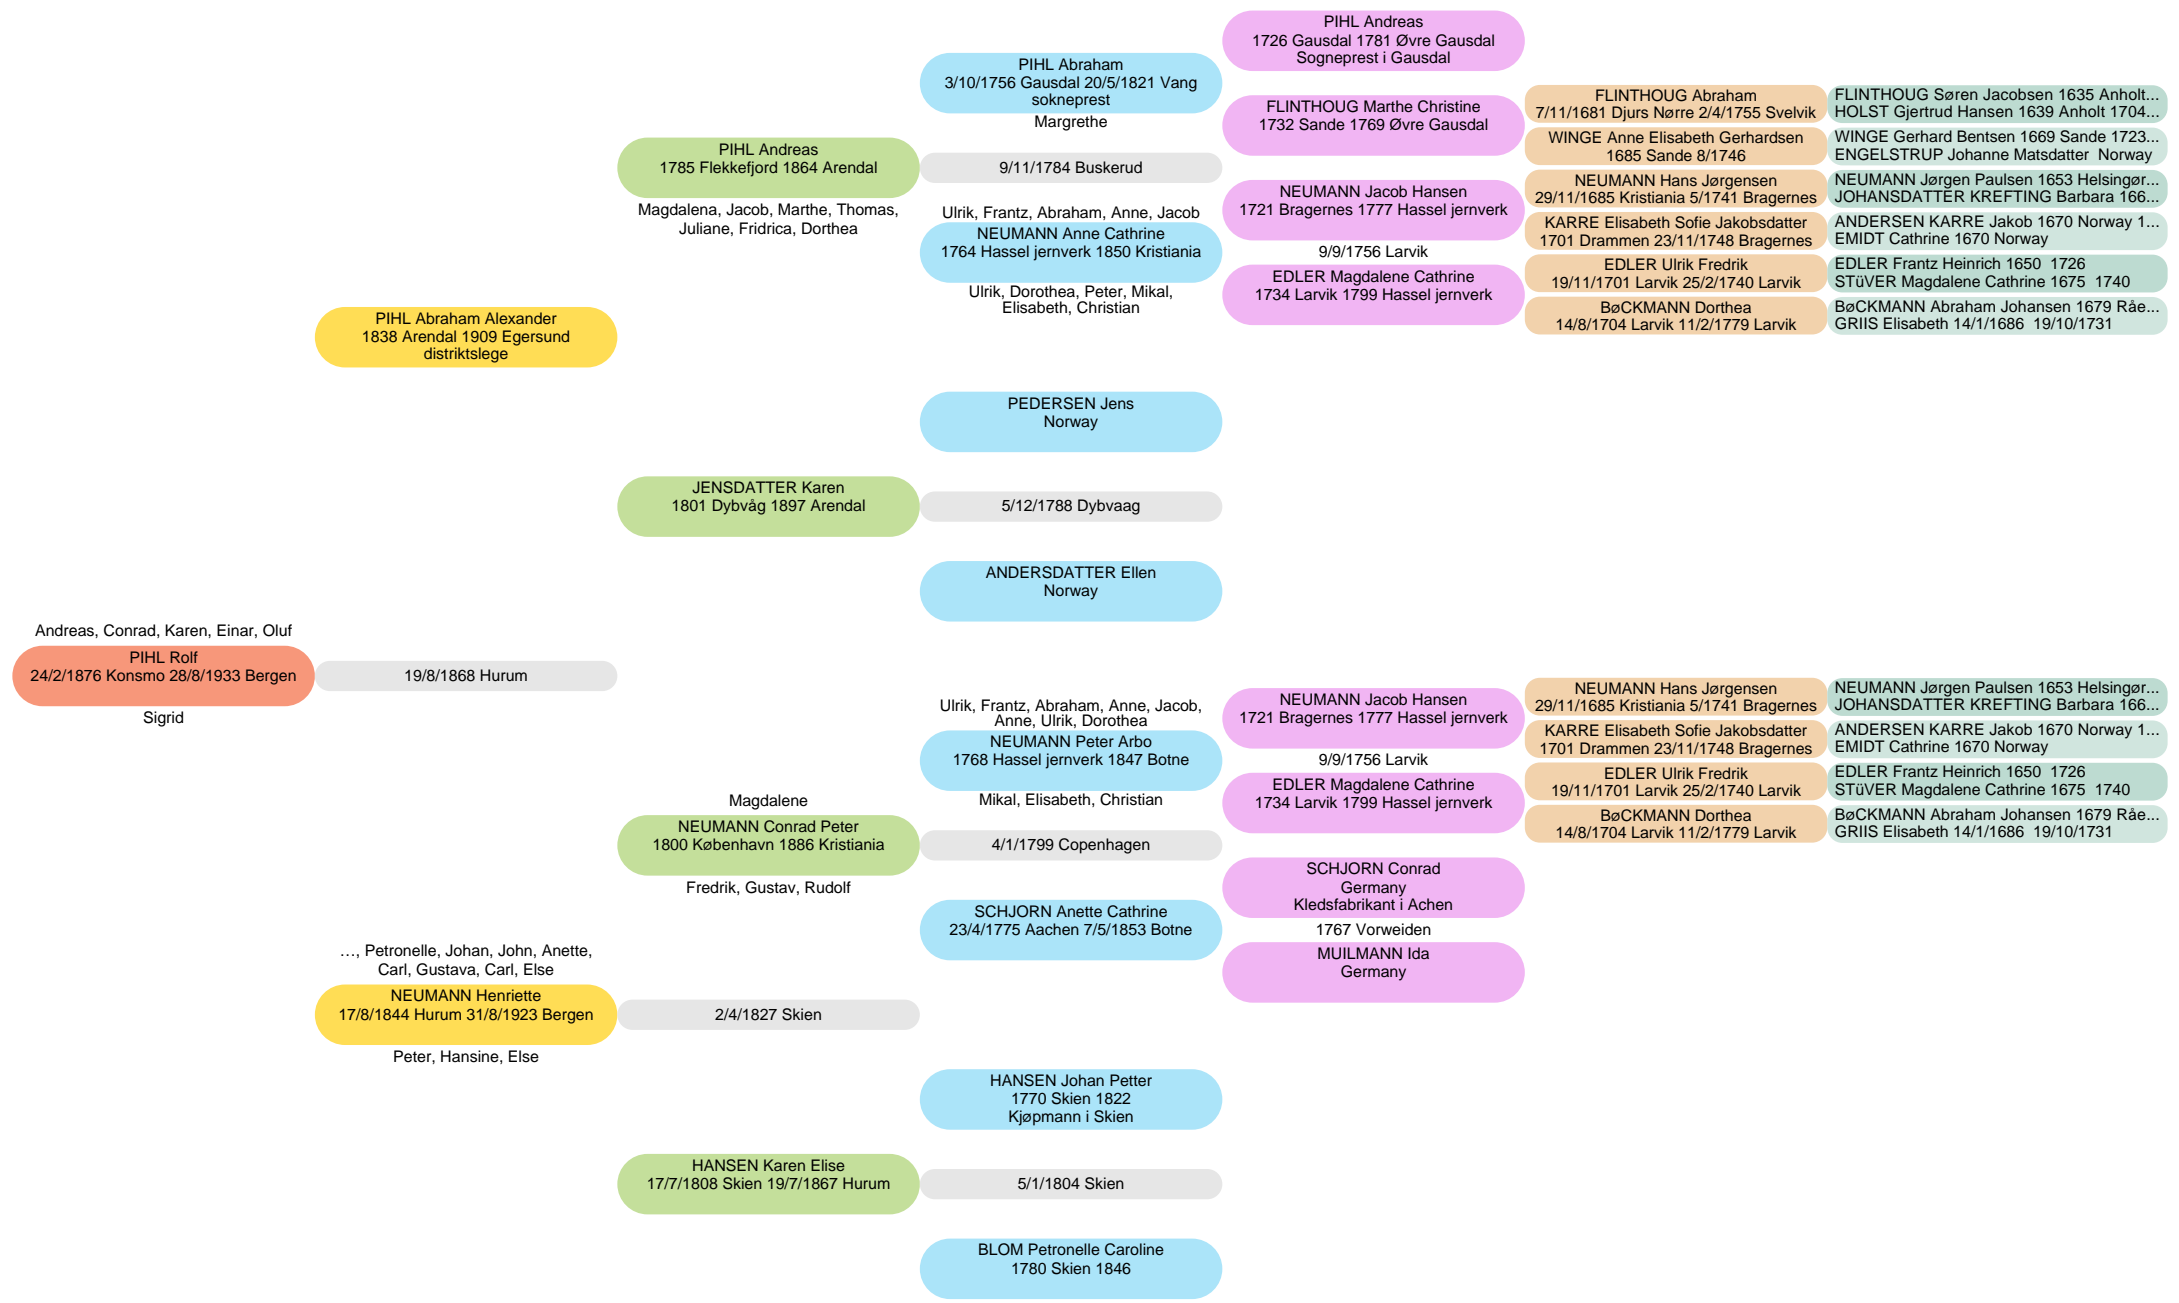 Andreas, Conrad, Karen, Einar, Oluf
PIHL Rolf
24/2/1876 Konsmo 28/8/1933 Bergen
Sigrid
PIHL Abraham Alexander
1838 Arendal 1909 Egersund
distriktslege
19/8/1868 Hurum
…, Petronelle, Johan, John, Anette,
Carl, Gustava, Carl, Else
NEUMANN Henriette
17/8/1844 Hurum 31/8/1923 Bergen
Peter, Hansine, Else
PIHL Andreas
1785 Flekkefjord 1864 Arendal
Magdalena, Jacob, Marthe, Thomas,
Juliane, Fridrica, Dorthea
JENSDATTER Karen
1801 Dybvåg 1897 Arendal
Magdalene
NEUMANN Conrad Peter
1800 København 1886 Kristiania
Fredrik, Gustav, Rudolf
2/4/1827 Skien
HANSEN Karen Elise
17/7/1808 Skien 19/7/1867 Hurum
PIHL Abraham
3/10/1756 Gausdal 20/5/1821 Vang
sokneprest
Margrethe
9/11/1784 Buskerud
Ulrik, Frantz, Abraham, Anne, Jacob
NEUMANN Anne Cathrine
1764 Hassel jernverk 1850 Kristiania
Ulrik, Dorothea, Peter, Mikal,
Elisabeth, Christian
PEDERSEN Jens
Norway
5/12/1788 Dybvaag
ANDERSDATTER Ellen
Norway
Ulrik, Frantz, Abraham, Anne, Jacob,
Anne, Ulrik, Dorothea
NEUMANN Peter Arbo
1768 Hassel jernverk 1847 Botne
Mikal, Elisabeth, Christian
4/1/1799 Copenhagen
SCHJORN Anette Cathrine
23/4/1775 Aachen 7/5/1853 Botne
HANSEN Johan Petter
1770 Skien 1822
Kjøpmann i Skien
5/1/1804 Skien
BLOM Petronelle Caroline
1780 Skien 1846
PIHL Andreas
1726 Gausdal 1781 Øvre Gausdal
Sogneprest i Gausdal
FLINTHOUG Marthe Christine
1732 Sande 1769 Øvre Gausdal
NEUMANN Jacob Hansen
1721 Bragernes 1777 Hassel jernverk
9/9/1756 Larvik
EDLER Magdalene Cathrine
1734 Larvik 1799 Hassel jernverk
NEUMANN Jacob Hansen
1721 Bragernes 1777 Hassel jernverk
9/9/1756 Larvik
EDLER Magdalene Cathrine
1734 Larvik 1799 Hassel jernverk
SCHJORN Conrad
Germany
Kledsfabrikant i Achen
1767 Vorweiden
MUILMANN Ida
Germany
FLINTHOUG Abraham
7/11/1681 Djurs Nørre 2/4/1755 Svelvik
WINGE Anne Elisabeth Gerhardsen
1685 Sande 8/1746
NEUMANN Hans Jørgensen
29/11/1685 Kristiania 5/1741 Bragernes
KARRE Elisabeth Sofie Jakobsdatter
1701 Drammen 23/11/1748 Bragernes
EDLER Ulrik Fredrik
19/11/1701 Larvik 25/2/1740 Larvik
BøCKMANN Dorthea
14/8/1704 Larvik 11/2/1779 Larvik
NEUMANN Hans Jørgensen
29/11/1685 Kristiania 5/1741 Bragernes
KARRE Elisabeth Sofie Jakobsdatter
1701 Drammen 23/11/1748 Bragernes
EDLER Ulrik Fredrik
19/11/1701 Larvik 25/2/1740 Larvik
BøCKMANN Dorthea
14/8/1704 Larvik 11/2/1779 Larvik
FLINTHOUG Søren Jacobsen 1635 Anholt...
HOLST Gjertrud Hansen 1639 Anholt 1704...
WINGE Gerhard Bentsen 1669 Sande 1723...
ENGELSTRUP Johanne Matsdatter  Norway
NEUMANN Jørgen Paulsen 1653 Helsingør...
JOHANSDATTER KREFTING Barbara 166...
ANDERSEN KARRE Jakob 1670 Norway 1...
EMIDT Cathrine 1670 Norway
EDLER Frantz Heinrich 1650  1726
STüVER Magdalene Cathrine 1675  1740
BøCKMANN Abraham Johansen 1679 Råe...
GRIIS Elisabeth 14/1/1686  19/10/1731
NEUMANN Jørgen Paulsen 1653 Helsingør...
JOHANSDATTER KREFTING Barbara 166...
ANDERSEN KARRE Jakob 1670 Norway 1...
EMIDT Cathrine 1670 Norway
EDLER Frantz Heinrich 1650  1726
STüVER Magdalene Cathrine 1675  1740
BøCKMANN Abraham Johansen 1679 Råe...
GRIIS Elisabeth 14/1/1686  19/10/1731